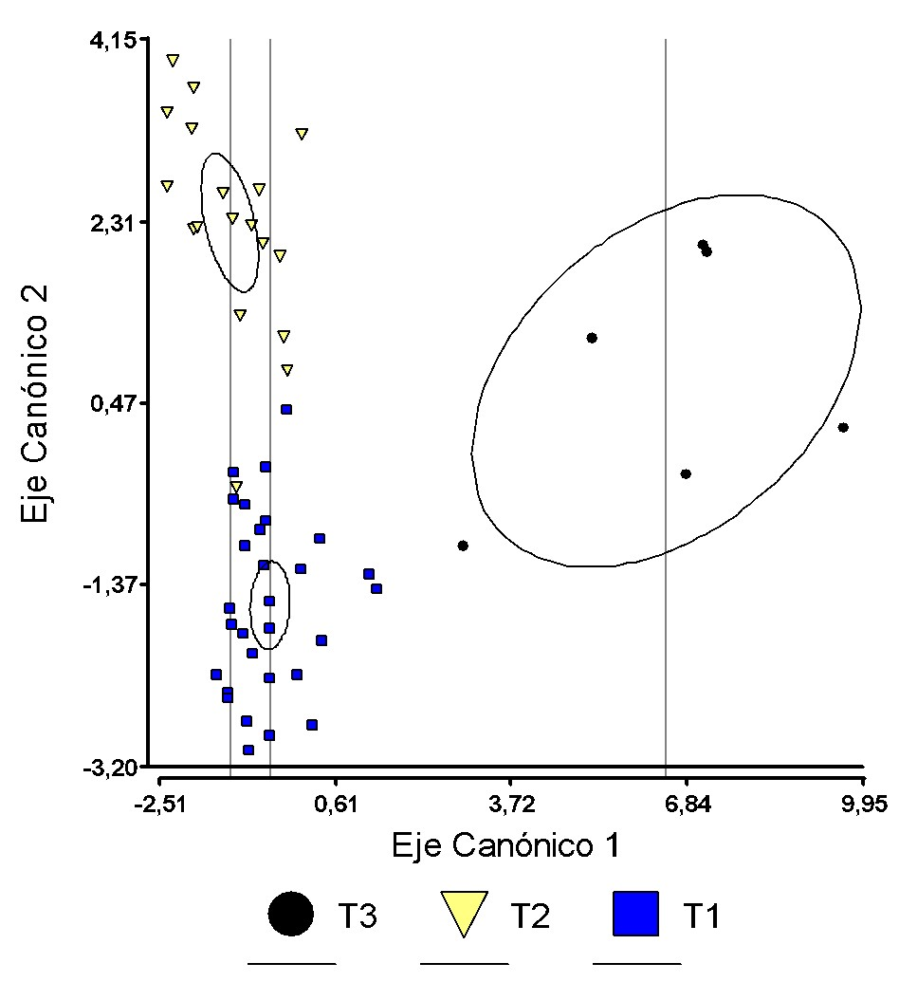 4,15
2,31
0,47
-1,37
-3,20
Eje Canónico 2
-2,51 0,61 3,72 6,84 9,95
Eje Canónico 1
T3 T2 T1